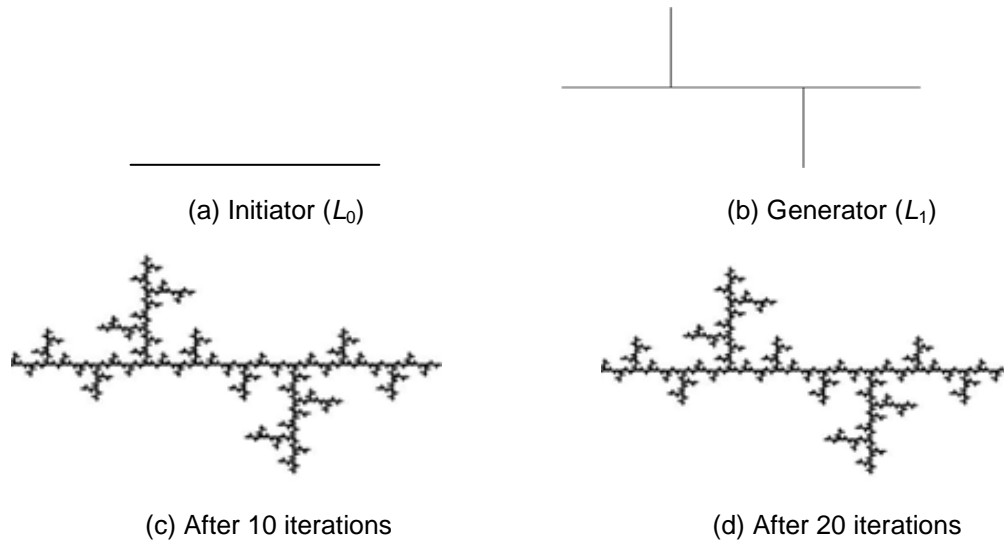 (a) Initiator (L0)
(b) Generator (L1)
(c) After 10 iterations
(d) After 20 iterations